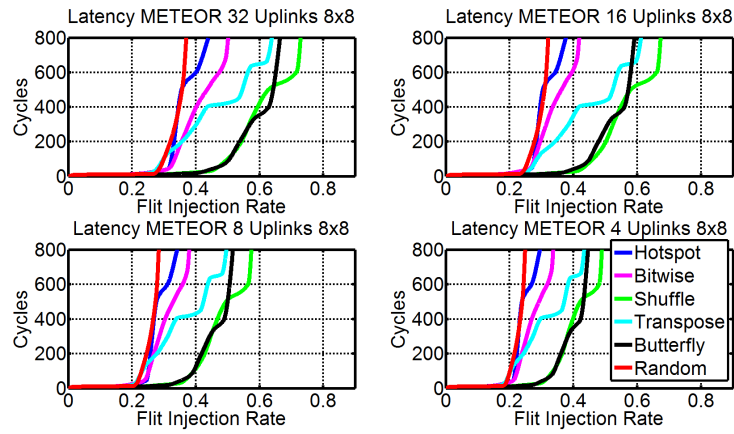 Latency METEOR 32 Uplinks 8x8
800
600
400
200
0
Cycles
0 0.2 0.4 0.6 0.8
Flit Injection Rate
Latency METEOR 16 Uplinks 8x8
800
600
400
200
0
Cycles
0 0.2 0.4 0.6 0.8
Flit Injection Rate
Latency METEOR 8 Uplinks 8x8
800
600
400
200
0
Cycles
0 0.2 0.4 0.6 0.8
Flit Injection Rate
Latency METEOR 4 Uplinks 8x8
800
600
400
200
0
Cycles
0 0.2 0.4 0.6 0.8
Flit Injection Rate
Hotspot
Bitwise
Shuffle
Transpose
Butterfly
Random